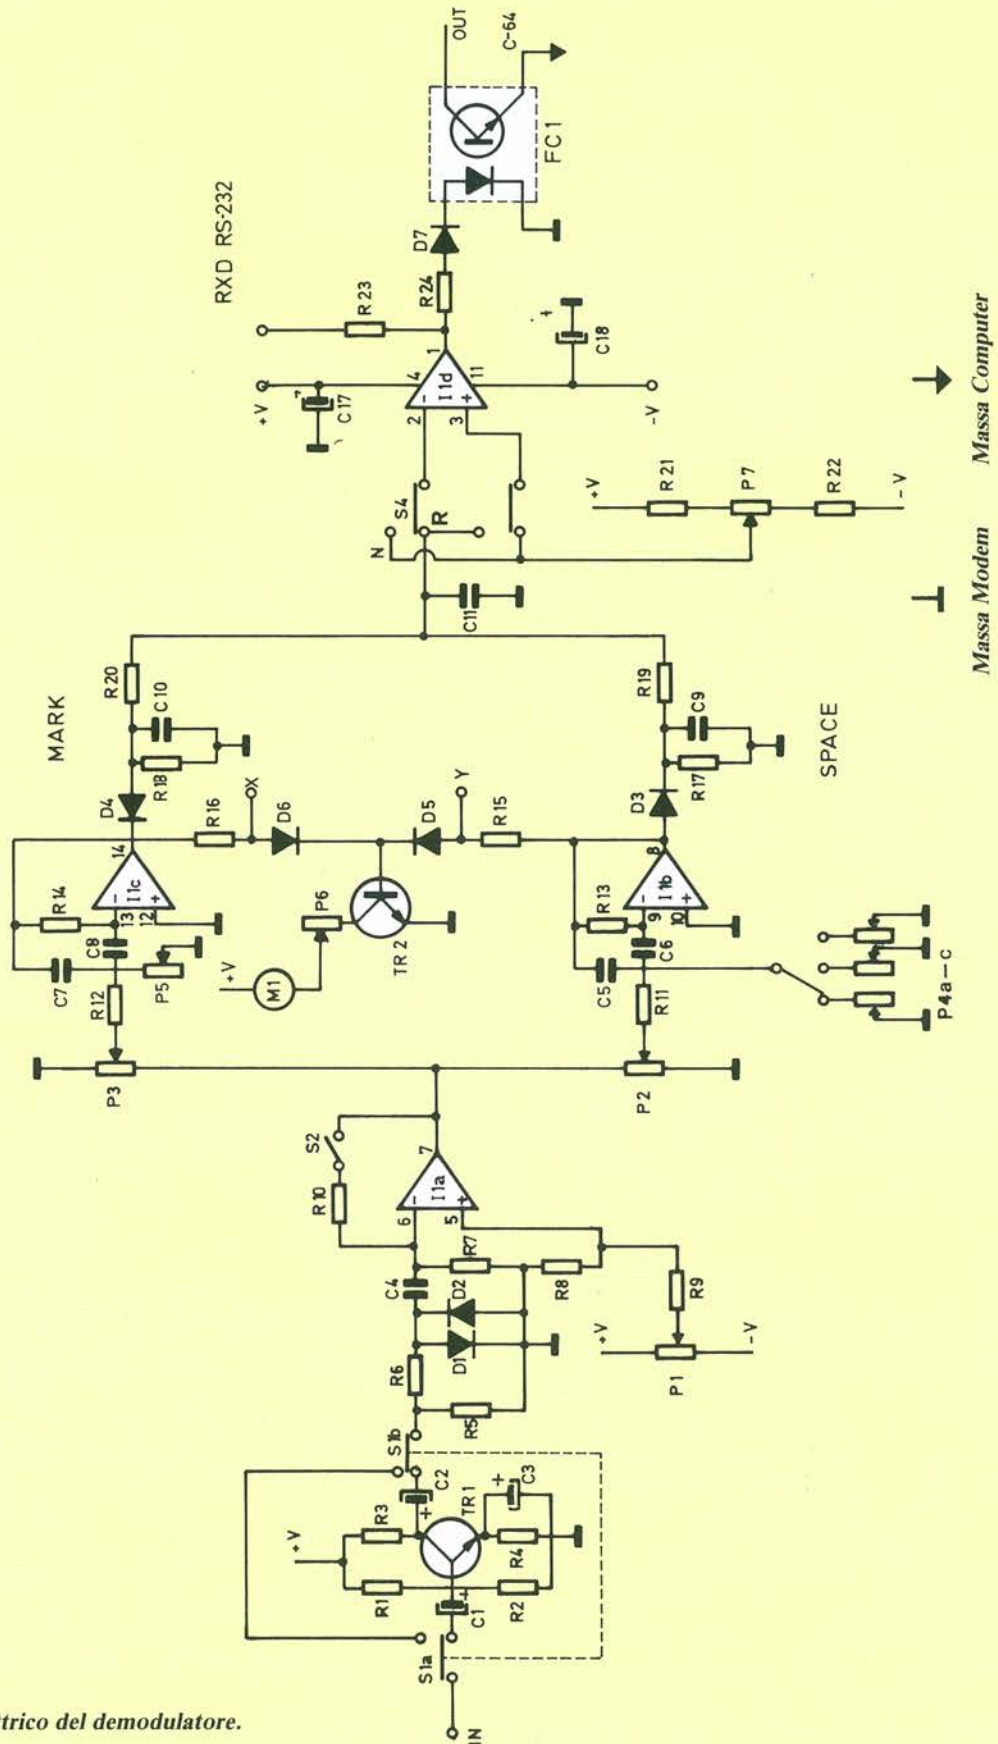 OUT
C-64
FC1
RXD RS-232
D7
R24
R23
+V
C17
4
1
2
I1d
-
+
3
11
C18
-V
S4
R
N
+V
R21
P7
R22
-V
C11
Massa Modem
Massa Computer
MARK
R20
C10
R18
D4
R19
C9
R17
D3
SPACE
R16
X
D6
D5
Y
R15
14
I1c
-
+
13
12
R14
C8
C7
R12
P5
P3
+V
M1
P6
TR2
8
I1b
-
+
9
10
R13
C6
C5
R11
P2
P4a-c
S2
R10
7
I1a
-
+
6
5
C4
R7
D2
D1
R8
R9
R6
R5
+V
P1
-V
S1b
C2
+
R3
+V
R1
TR1
C3
+
R4
R2
C1
+
S1a
IN
ttrico del demodulatore.